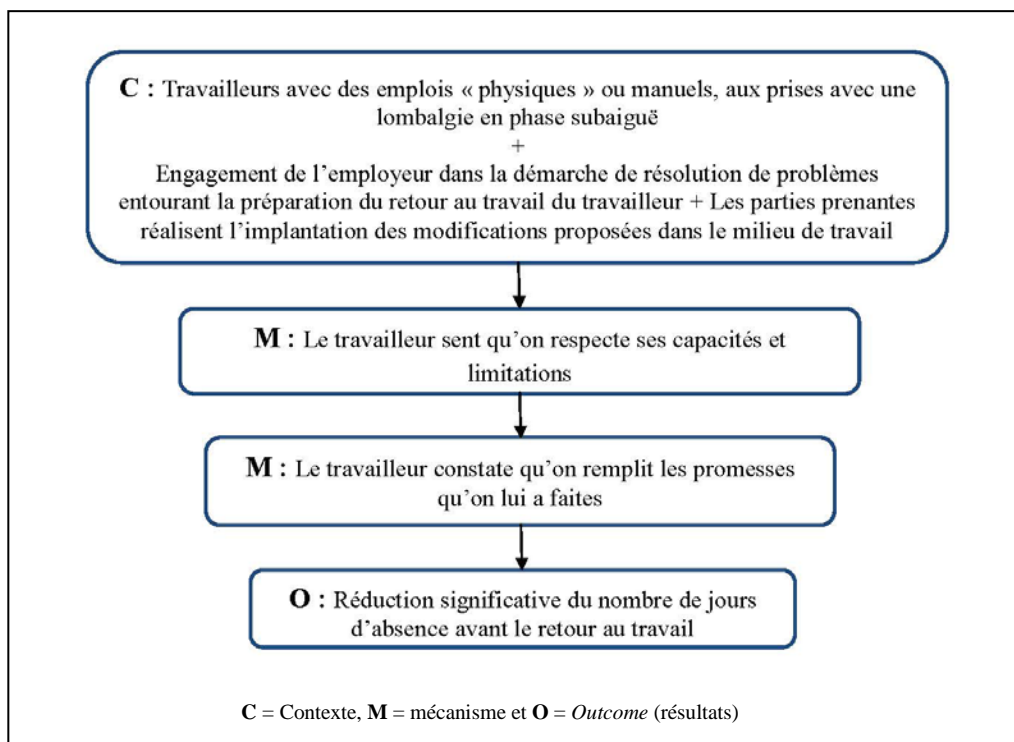 C : Travailleurs avec des emplois « physiques » ou manuels, aux prises avec une
lombalgie en phase subaiguë
+
Engagement de l’employeur dans la démarche de résolution de problèmes
entourant la préparation du retour au travail du travailleur + Les parties prenantes
réalisent l’implantation des modifications proposées dans le milieu de travail
M : Le travailleur sent qu’on respecte ses capacités et
limitations
M : Le travailleur constate qu’on remplit les promesses
qu’on lui a faites
O : Réduction significative du nombre de jours
d’absence avant le retour au travail
C = Contexte, M = mécanisme et O = Outcome (résultats)